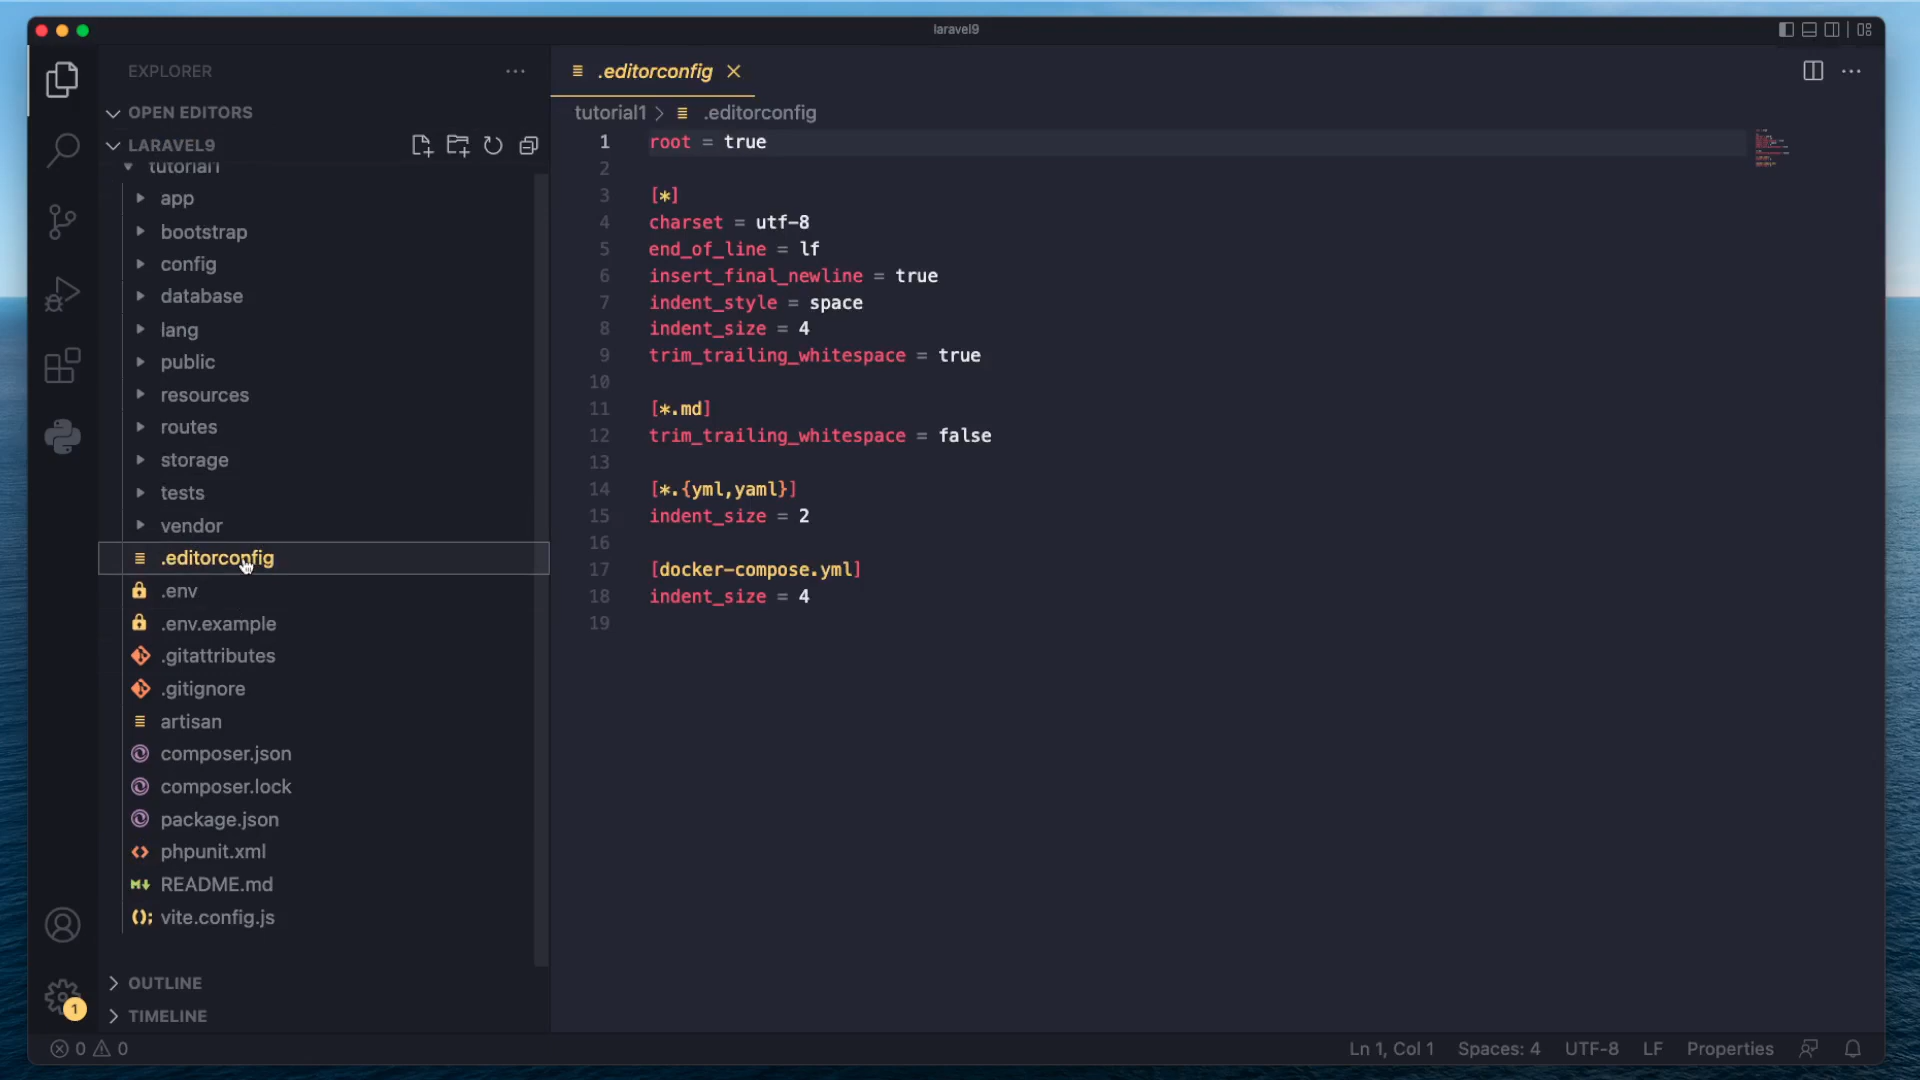 laravel9
EXPLORER
OPEN EDITORS
LARAVEL9
tutorial1
app
bootstrap
config
database
lang
public
resources
routes
storage
tests
vendor
.editorconfig
.env
.env.example
.gitattributes
.gitignore
artisan
composer.json
composer.lock
package.json
phpunit.xml
README.md
vite.config.js
OUTLINE
TIMELINE
1
.editorconfig
tutorial1 > .editorconfig
1 root = true
2
3 [*]
4 charset = utf-8
5 end_of_line = lf
6 insert_final_newline = true
7 indent_style = space
8 indent_size = 4
9 trim_trailing_whitespace = true
10
11 [*.md]
12 trim_trailing_whitespace = false
13
14 [*.{yml,yaml}]
15 indent_size = 2
16
17 [docker-compose.yml]
18 indent_size = 4
19
0 0
Ln 1, Col 1 Spaces: 4 UTF-8 LF Properties